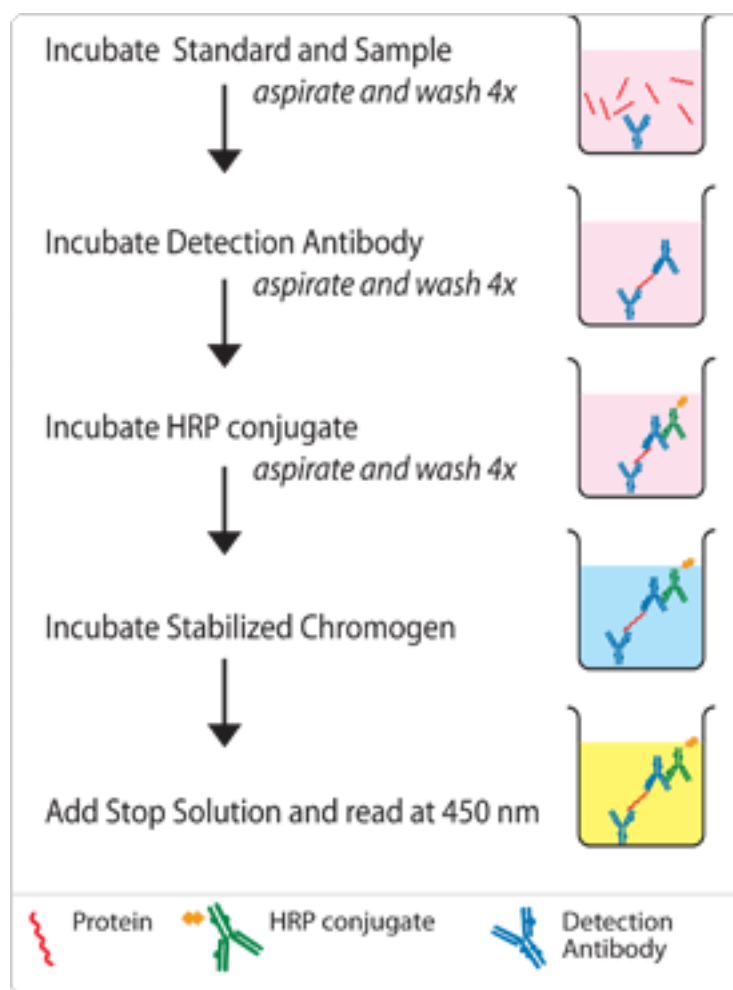 Incubate Standard and Sample
aspirate and wash 4x
Incubate Detection Antibody
aspirate and wash 4x
Incubate HRP conjugate
aspirate and wash 4x
Incubate Stabilized Chromogen
Add Stop Solution and read at 450 nm
Protein
HRP conjugate
Detection
Antibody